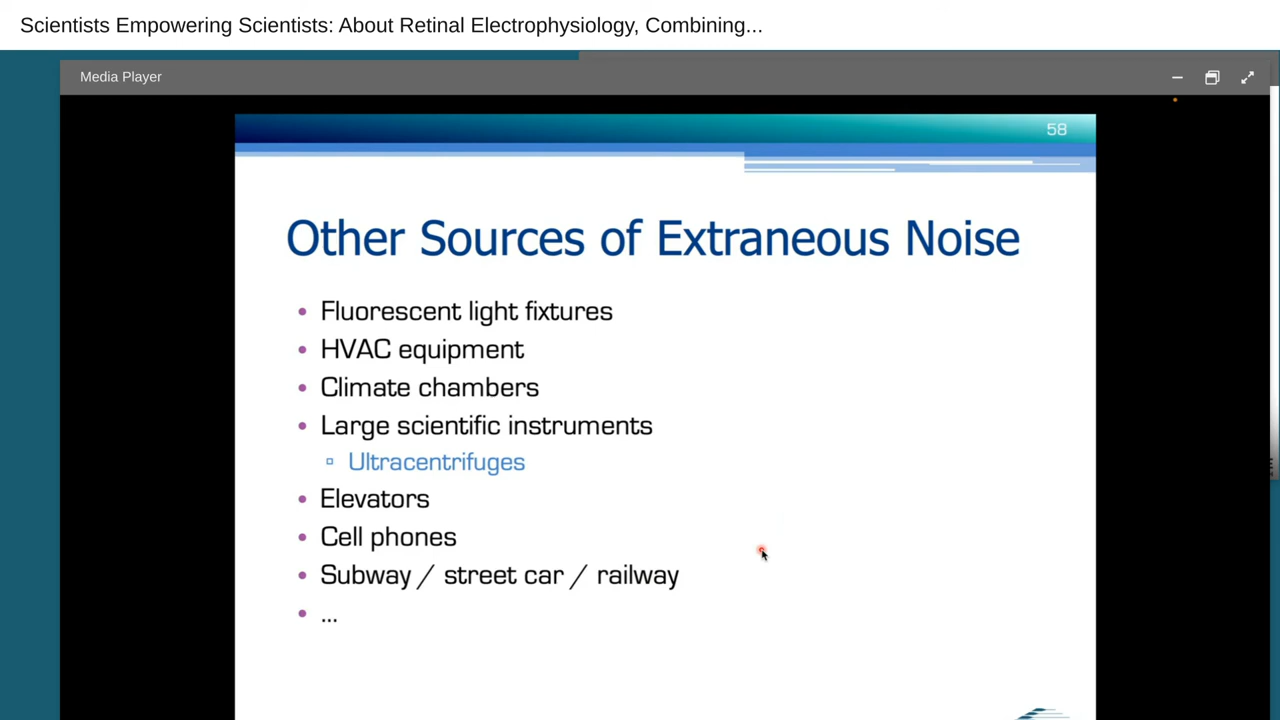 Scientists Empowering Scientists: About Retinal Electrophysiology, Combining...
Media Player
58
Other Sources of Extraneous Noise
• Fluorescent light fixtures
• HVAC equipment
• Climate chambers
• Large scientific instruments
▫ Ultracentrifuges
• Elevators
• Cell phones
• Subway / street car / railway
• ...